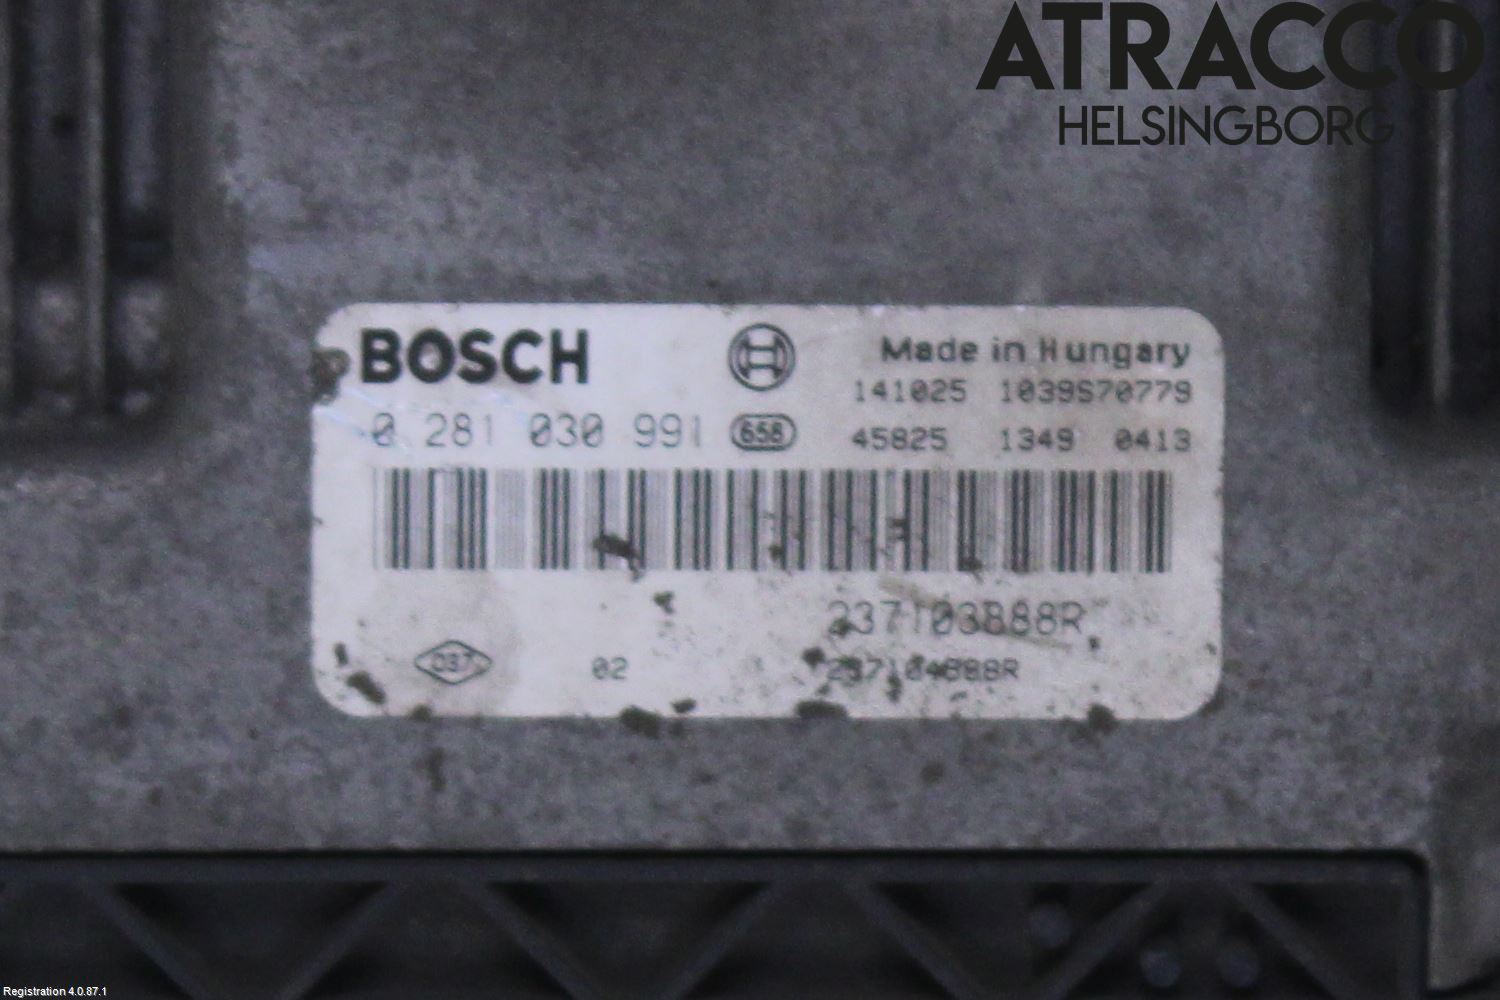 ATRACCO
HELSINGBORG
BOSCH
Made in Hungary
141025 1039S70779
0 281 030 991 658
45825 1349 0413
237103888R
037 02 237104888R
Registration 4.0.87.1